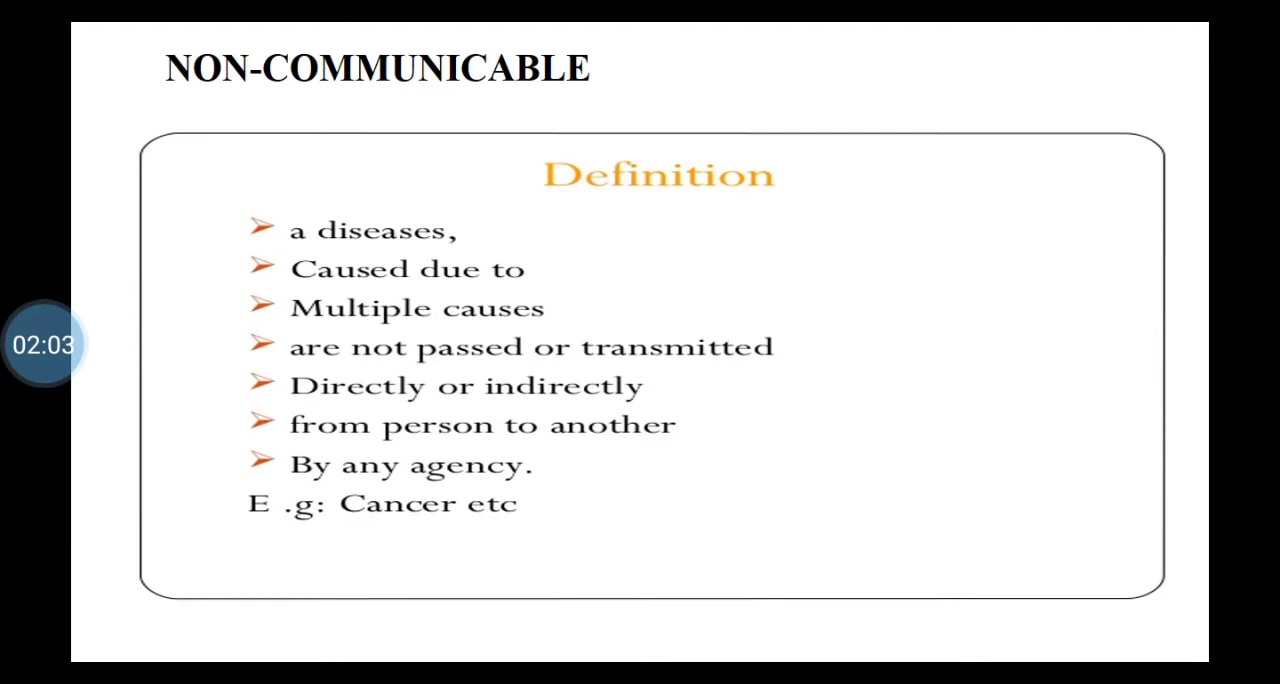 NON-COMMUNICABLE
Definition
➢ a diseases,
➢ Caused due to
➢ Multiple causes
➢ are not passed or transmitted
➢ Directly or indirectly
➢ from person to another
➢ By any agency.
E .g: Cancer etc
02:03